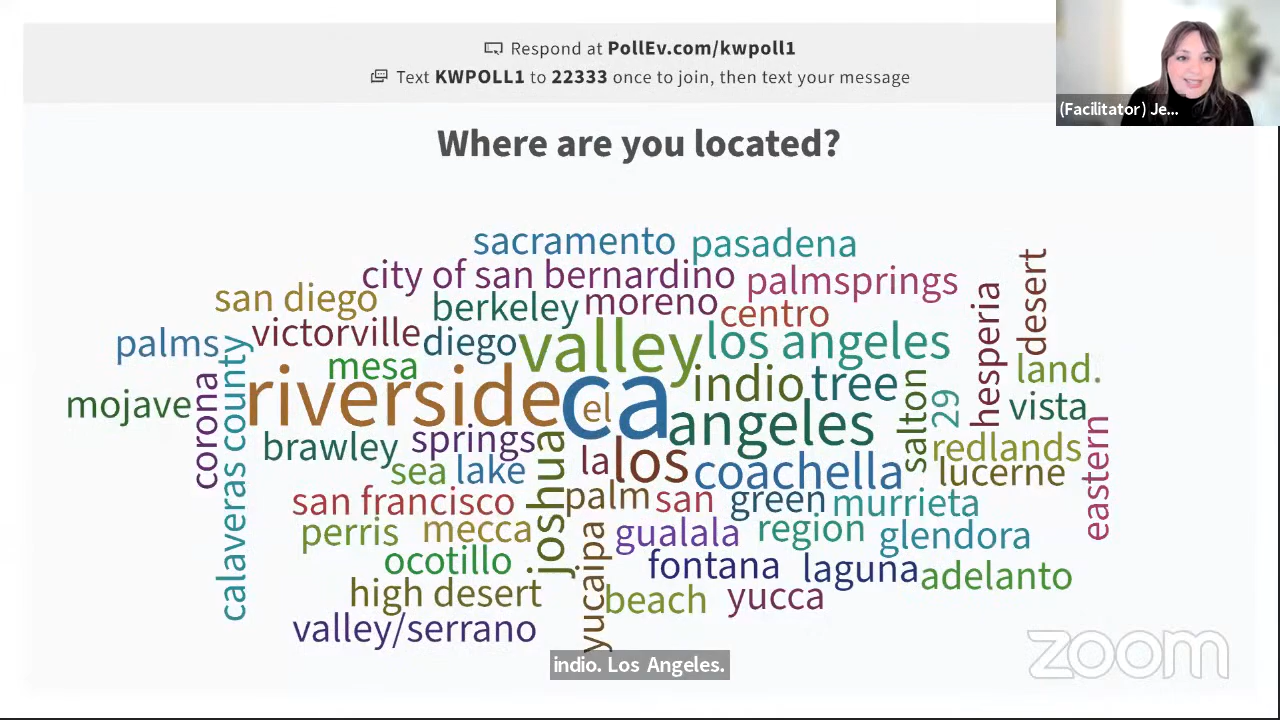 Respond at PollEv.com/kwpoll1
Text KWPOLL1 to 22333 once to join, then text your message
(Facilitator) Je...
Where are you located?
sacramento
pasadena
city of san bernardino
palmsprings
desert
san diego
berkeley
moreno
centro
hesperia
victorville
diego
valley
los angeles
palms
mesa
land.
riverside
ca
el
indio
tree
29
vista
mojave
corona
calaveras county
angeles
salton
brawley
springs
joshua
la
los
coachella
redlands
eastern
sea
lake
lucerne
san francisco
palm
san
green
murrieta
perris
mecca
gualala
region
glendora
ocotillo
yucaipa
fontana
laguna
adelanto
high desert
beach
yucca
valley/serrano
indio. Los Angeles.
zoom